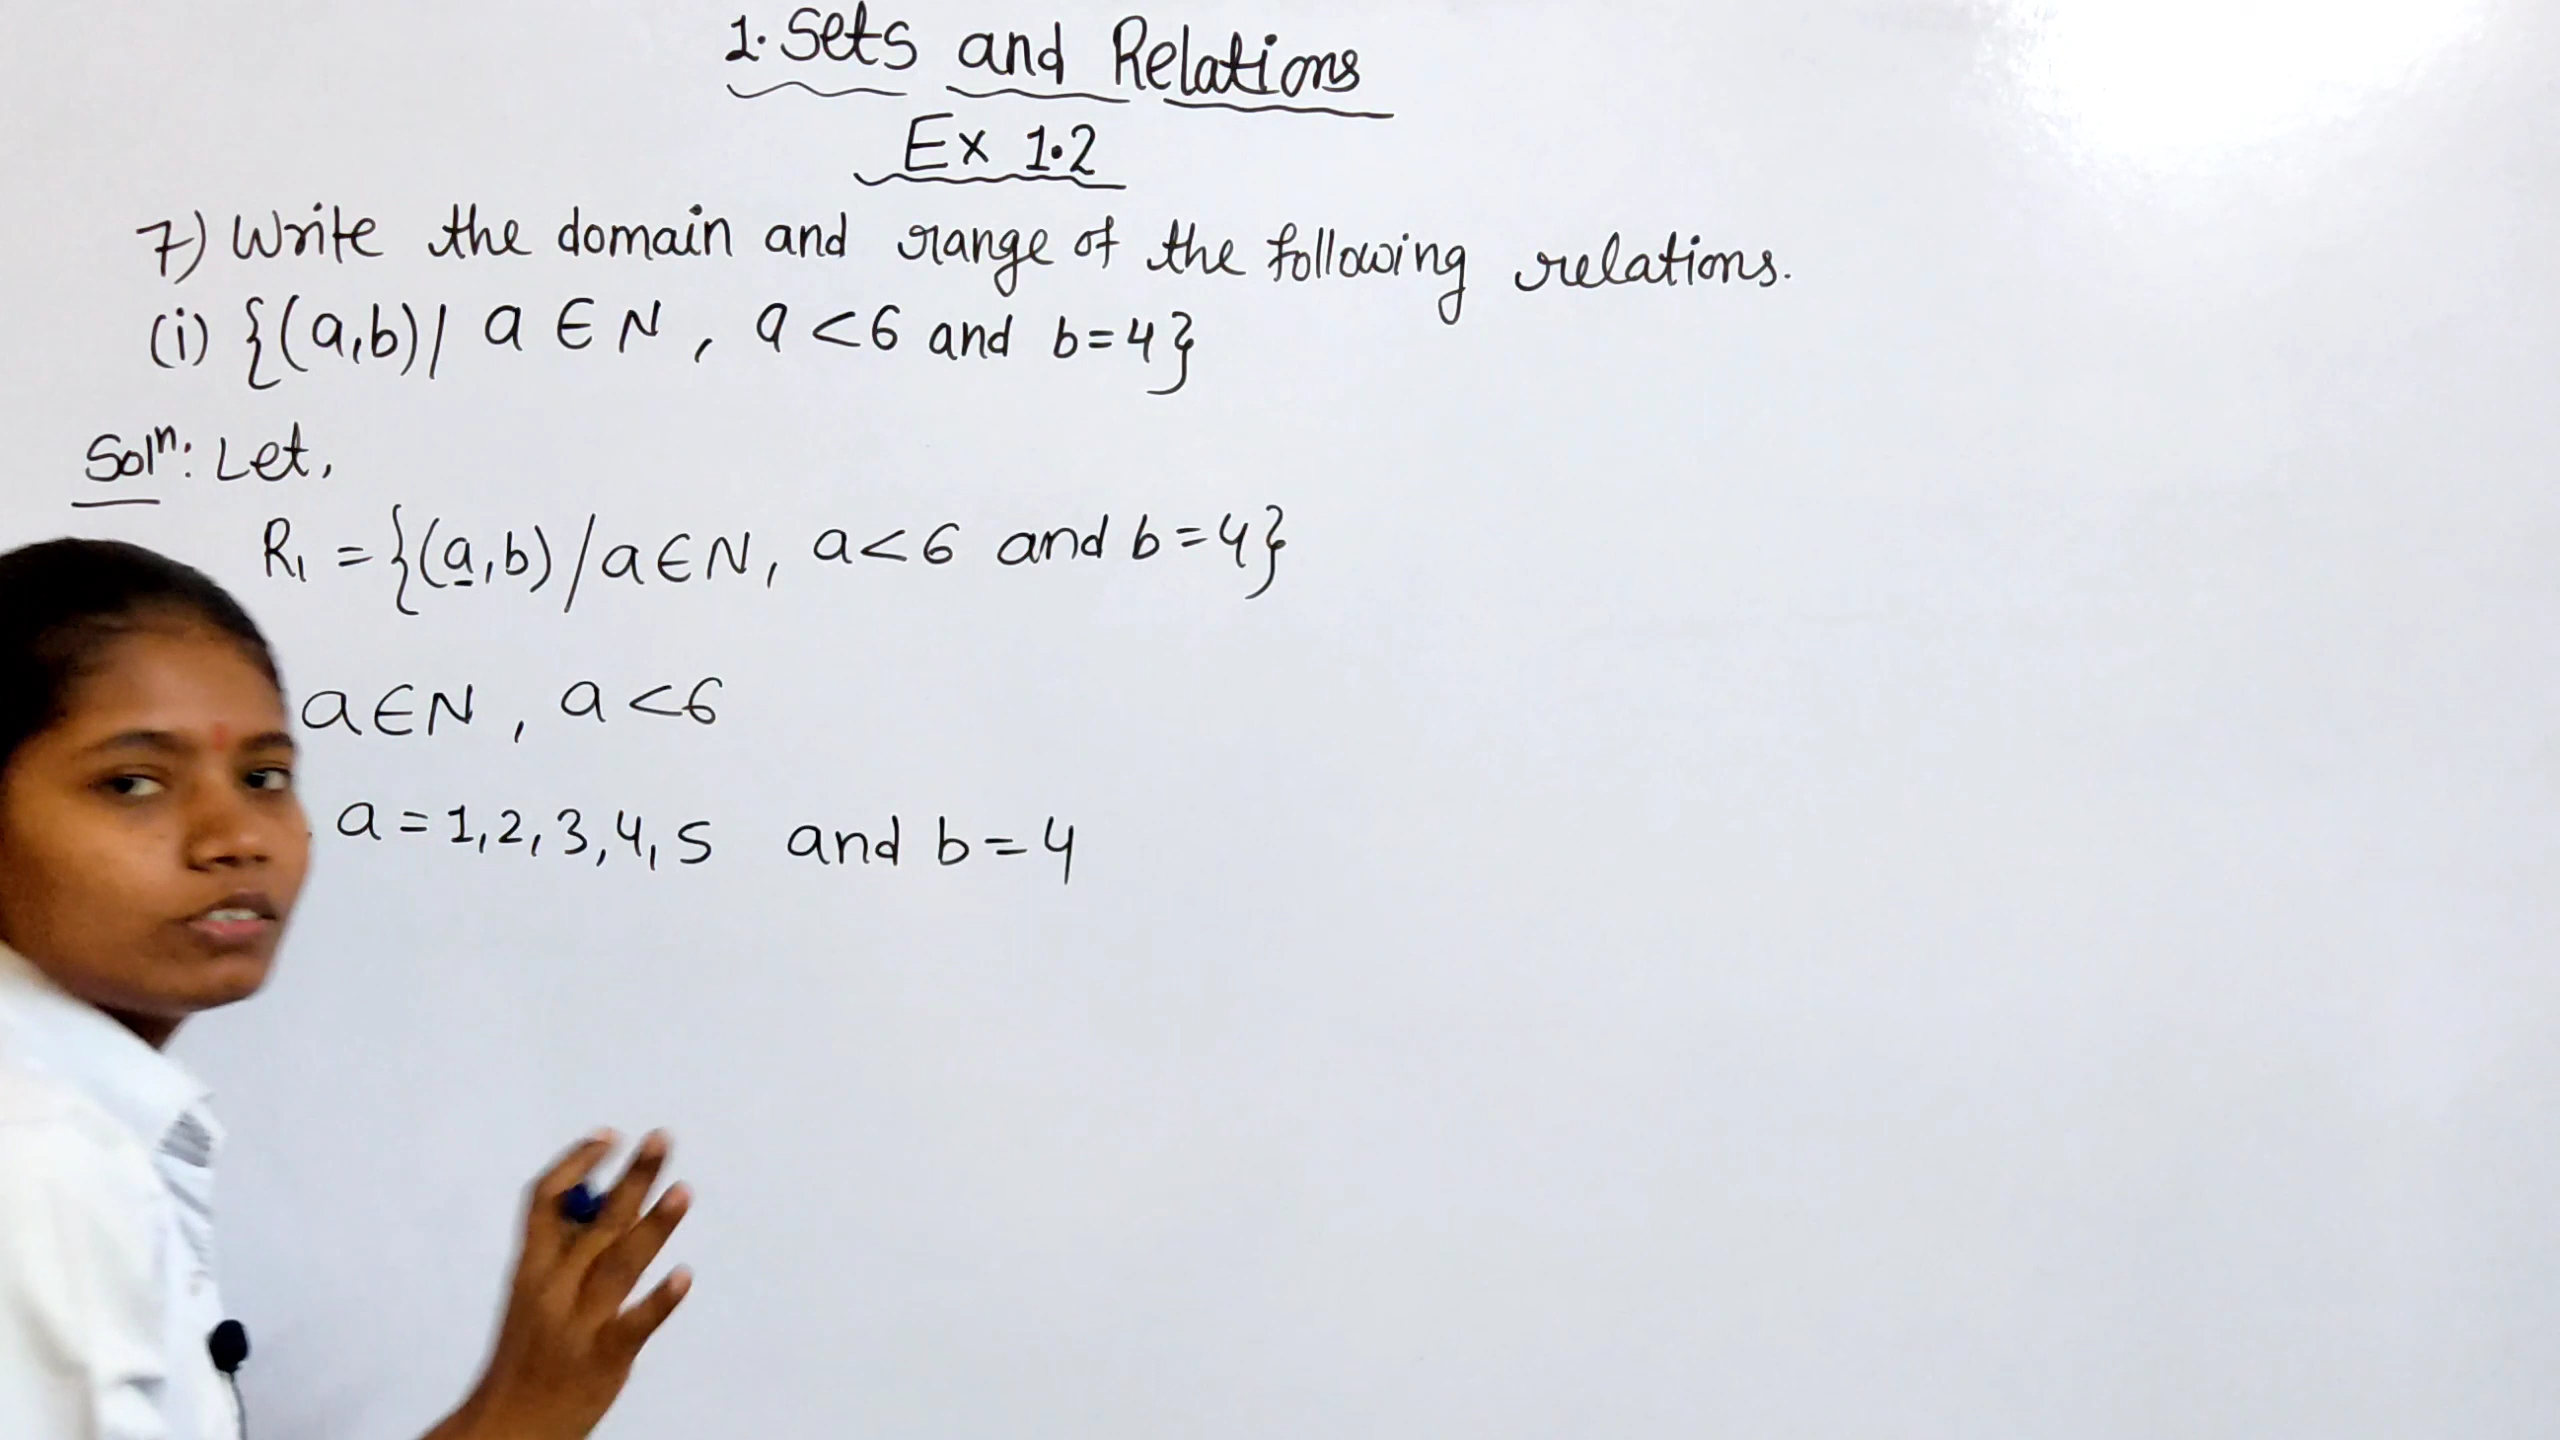 1. Sets and Relations
Ex 1.2
7) Write the domain and range of the following relations.
(i) {(a,b)/ a ∈ N, a < 6 and b = 4}
Solⁿ: Let,
R₁ = {(a,b) / a ∈ N, a < 6 and b = 4}
a ∈ N, a < 6
a = 1, 2, 3, 4, 5 and b = 4